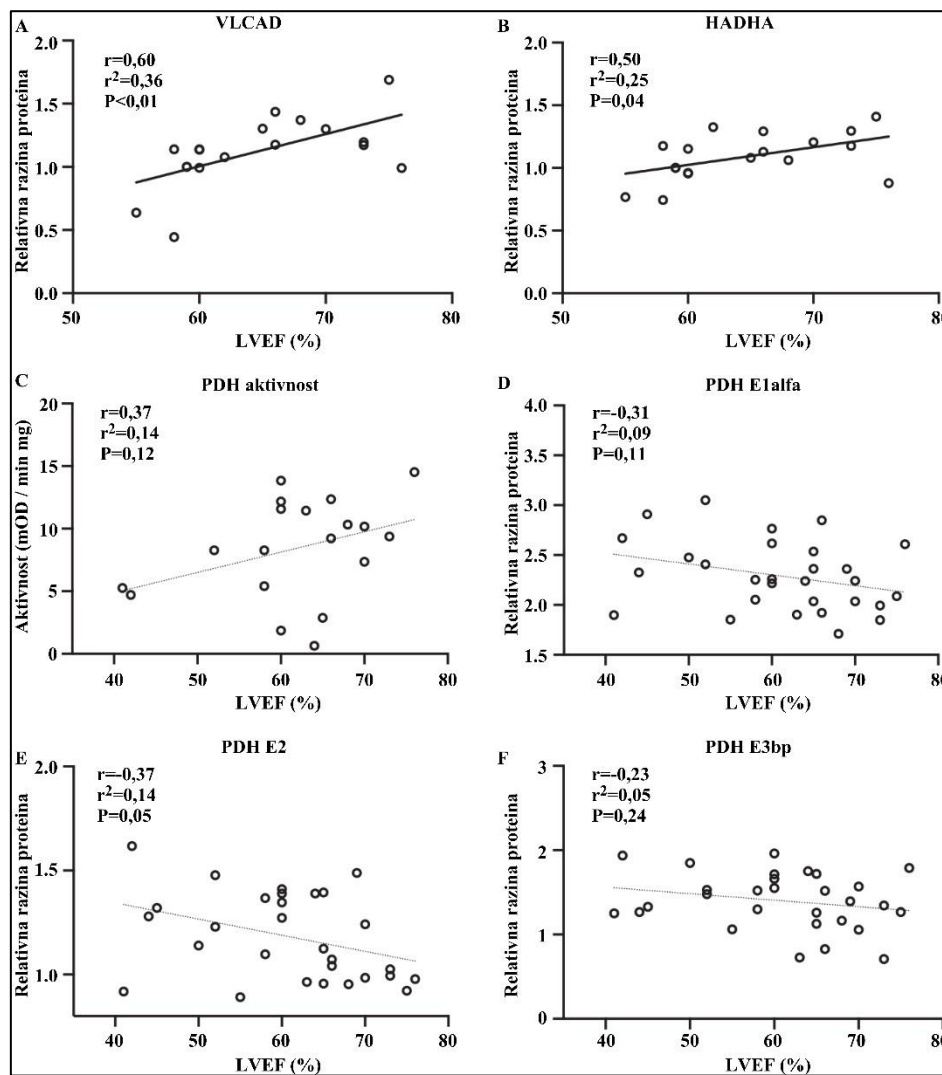 A
VLCAD
r=0,60
r²=0,36
P<0,01
Relativna razina proteina
2.0
1.5
1.0
0.5
0.0
50
60
70
80
LVEF (%)
B
HADHA
r=0,50
r²=0,25
P=0,04
Relativna razina proteina
2.0
1.5
1.0
0.5
0.0
50
60
70
80
LVEF (%)
C
PDH aktivnost
r=0,37
r²=0,14
P=0,12
Aktivnost (mOD / min mg)
20
15
10
5
0
40
50
60
70
80
LVEF (%)
D
PDH E1alfa
r=-0,31
r²=0,09
P=0,11
Relativna razina proteina
4.0
3.0
2.5
2.0
1.5
40
50
60
70
80
LVEF (%)
E
PDH E2
r=-0,37
r²=0,14
P=0,05
Relativna razina proteina
2.0
1.5
1.0
40
50
60
70
80
LVEF (%)
F
PDH E3bp
r=-0,23
r²=0,05
P=0,24
Relativna razina proteina
3
2
1
0
40
50
60
70
80
LVEF (%)